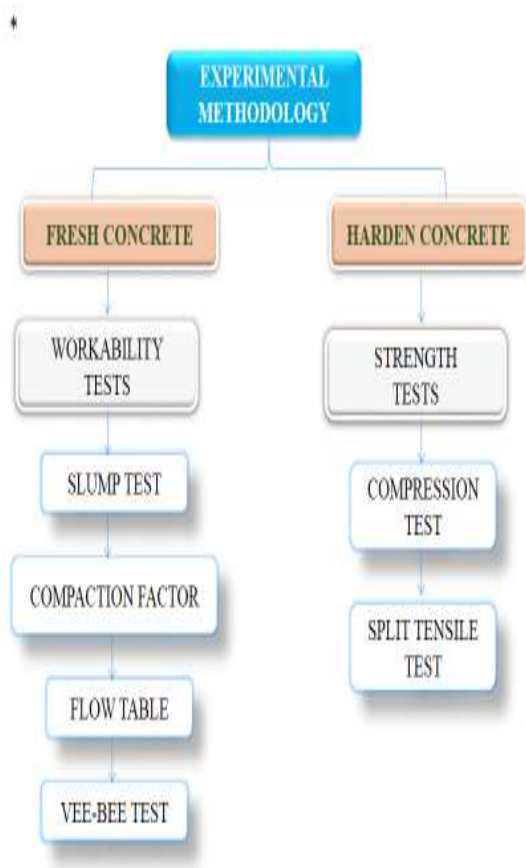 *
EXPERIMENTAL
METHODOLOGY
FRESH CONCRETE
HARDEN CONCRETE
WORKABILITY
TESTS
STRENGTH
TESTS
SLUMP TEST
COMPRESSION
TEST
COMPACTION FACTOR
SPLIT TENSILE
TEST
FLOW TABLE
VEE-BEE TEST